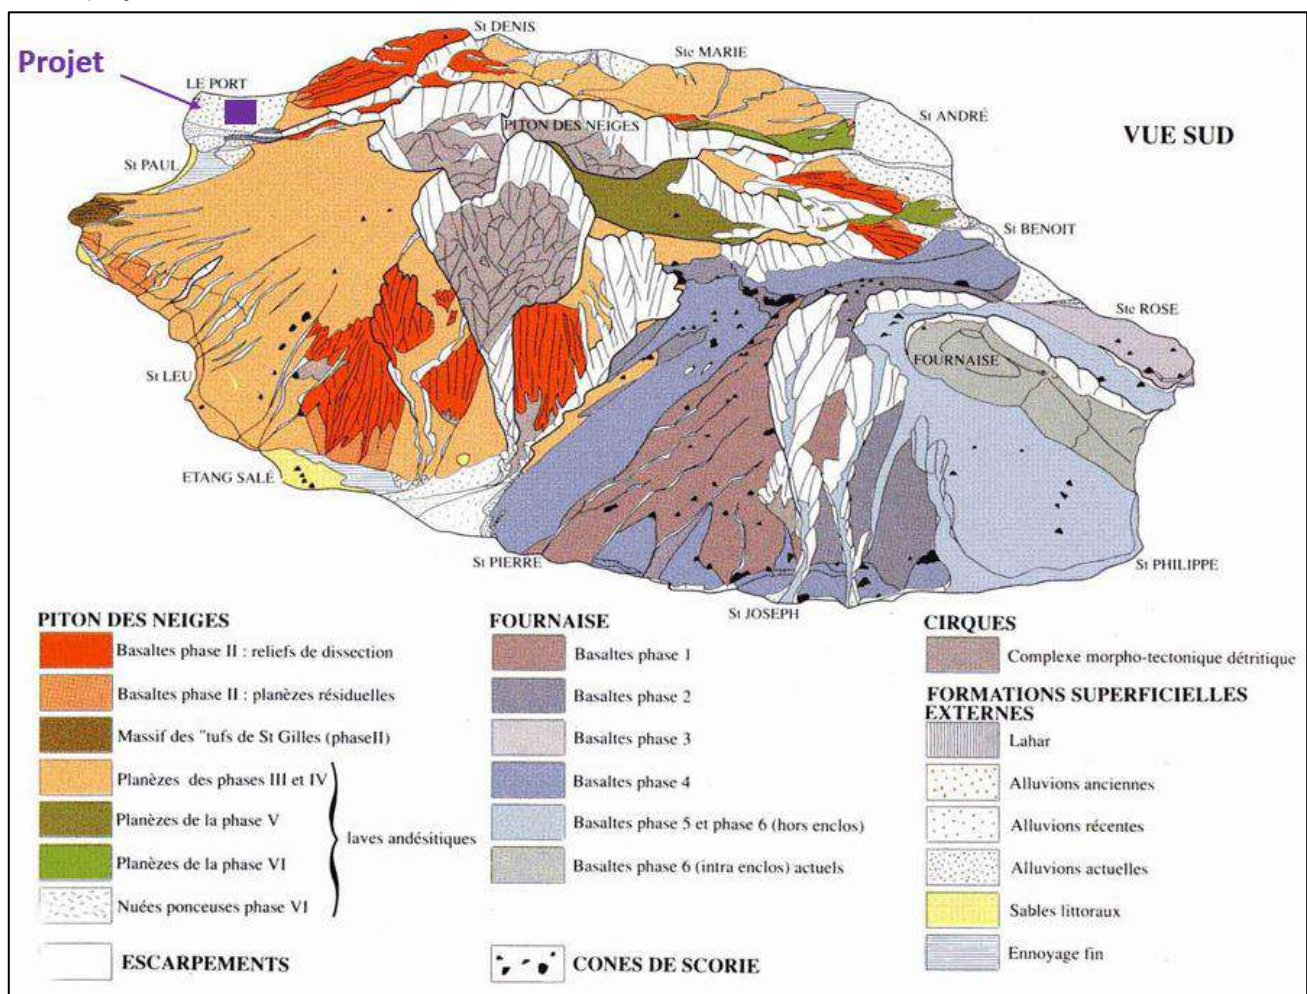 Projet
LE PORT
St DENIS
Ste MARIE
St ANDRÉ
VUE SUD
PITON DES NEIGES
St PAUL
St BENOIT
Ste ROSE
FOURNAISE
St LEU
ETANG SALÉ
St PIERRE
St JOSEPH
St PHILIPPE
PITON DES NEIGES
Basaltes phase II : reliefs de dissection
Basaltes phase II : planèzes résiduelles
Massif des "tufs de St Gilles (phaseII)
Planèzes des phases III et IV
Planèzes de la phase V
Planèzes de la phase VI
Nuées ponceuses phase VI
laves andésitiques
ESCARPEMENTS
FOURNAISE
Basaltes phase 1
Basaltes phase 2
Basaltes phase 3
Basaltes phase 4
Basaltes phase 5 et phase 6 (hors enclos)
Basaltes phase 6 (intra enclos) actuels
CONES DE SCORIE
CIRQUES
Complexe morpho-tectonique détritique
FORMATIONS SUPERFICIELLES
EXTERNES
Lahar
Alluvions anciennes
Alluvions récentes
Alluvions actuelles
Sables littoraux
Ennoyage fin